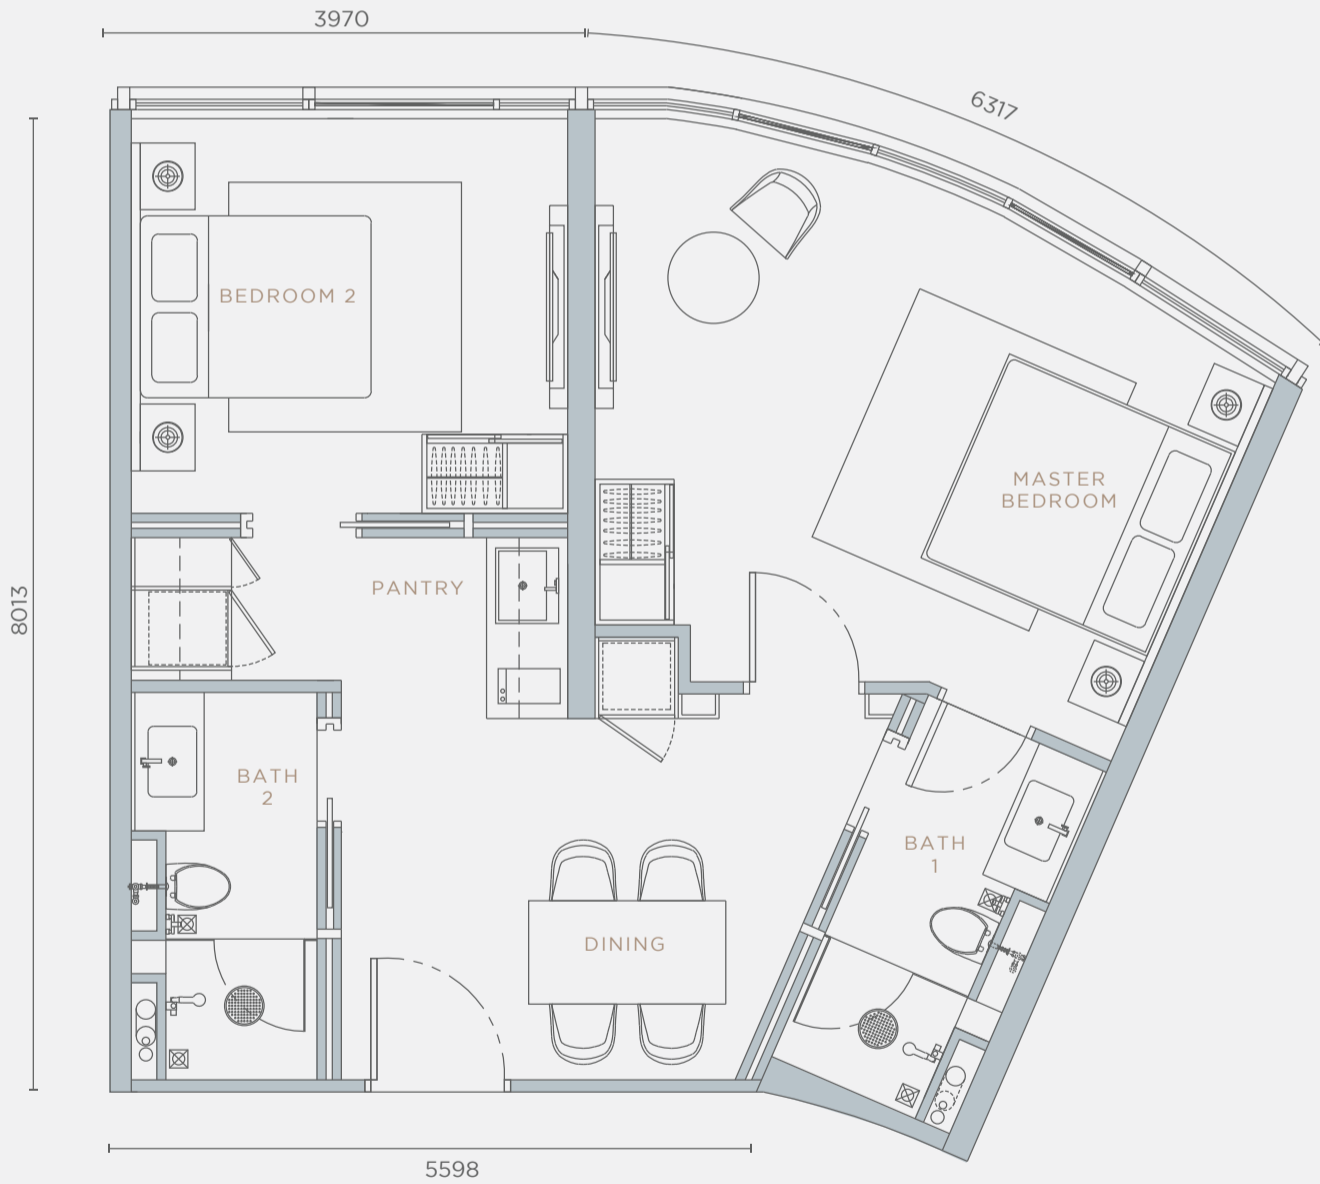 3970
6317
BEDROOM 2
MASTER
BEDROOM
PANTRY
8013
BATH
2
BATH
1
DINING
5598